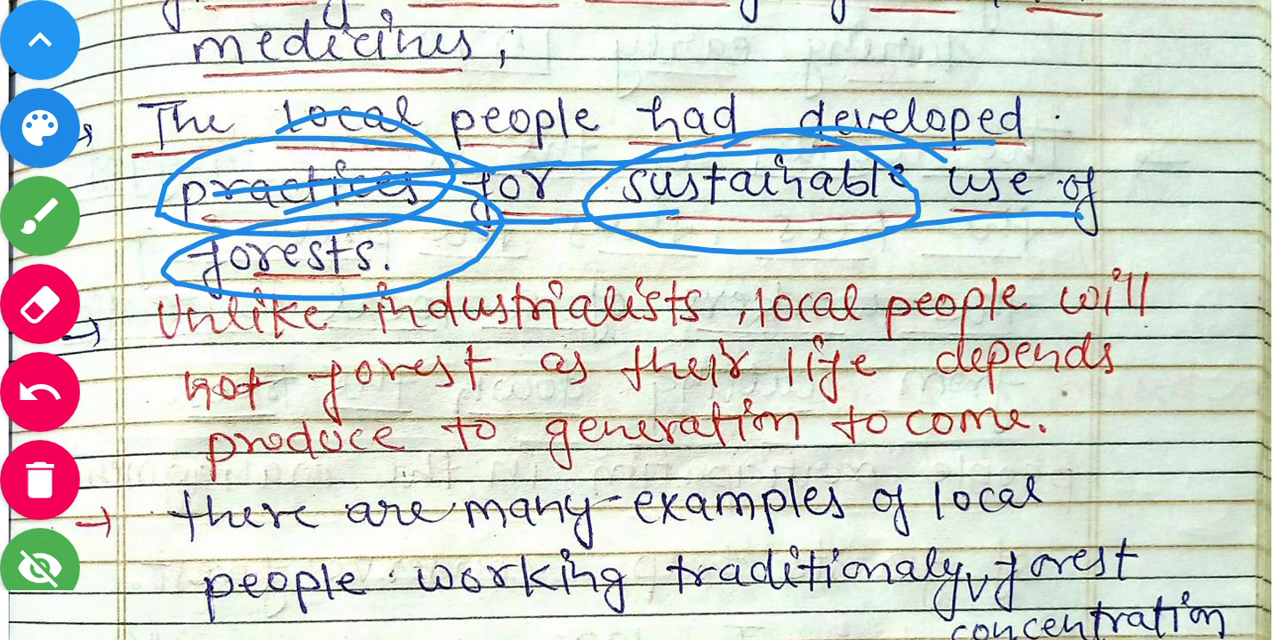 medicines,
The local people had developed
practices for sustainable use of
forests.
Unlike industrialists, local people will
not forest as their life depends
produce to generation to come.
there are many examples of local
people working traditionaly, forest
concentration